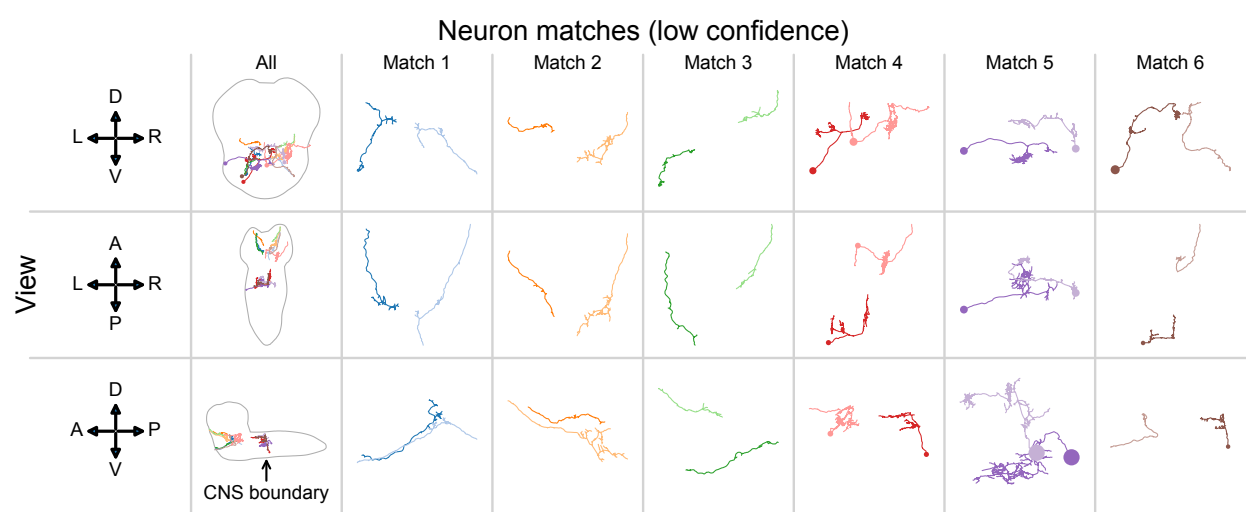 Neuron matches (low confidence)
All Match 1 Match 2 Match 3 Match 4 Match 5 Match 6
D
L R
V
View
A
L R
P
D
A P
V
CNS boundary